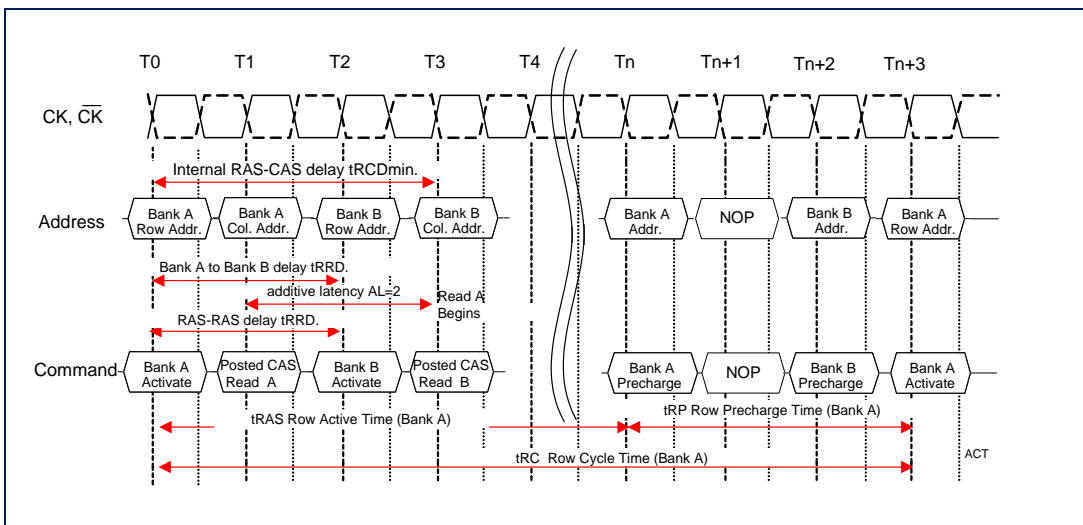 T0 T1 T2 T3 T4 Tn Tn+1 Tn+2 Tn+3
CK, CK
Internal RAS-CAS delay tRCDmin.
Address
Bank A
Row Addr.
Bank A
Col. Addr.
Bank B
Row Addr.
Bank B
Col. Addr.
Bank A
Addr.
NOP
Bank B
Addr.
Bank A
Row Addr.
Bank A to Bank B delay tRRD.
additive latency AL=2
Read A
Begins
RAS-RAS delay tRRD.
Command
Bank A
Activate
Posted CAS
Read A
Bank B
Activate
Posted CAS
Read B
Bank A
Precharge
NOP
Bank B
Precharge
Bank A
Activate
tRAS Row Active Time (Bank A)
tRP Row Precharge Time (Bank A)
tRC Row Cycle Time (Bank A)
ACT